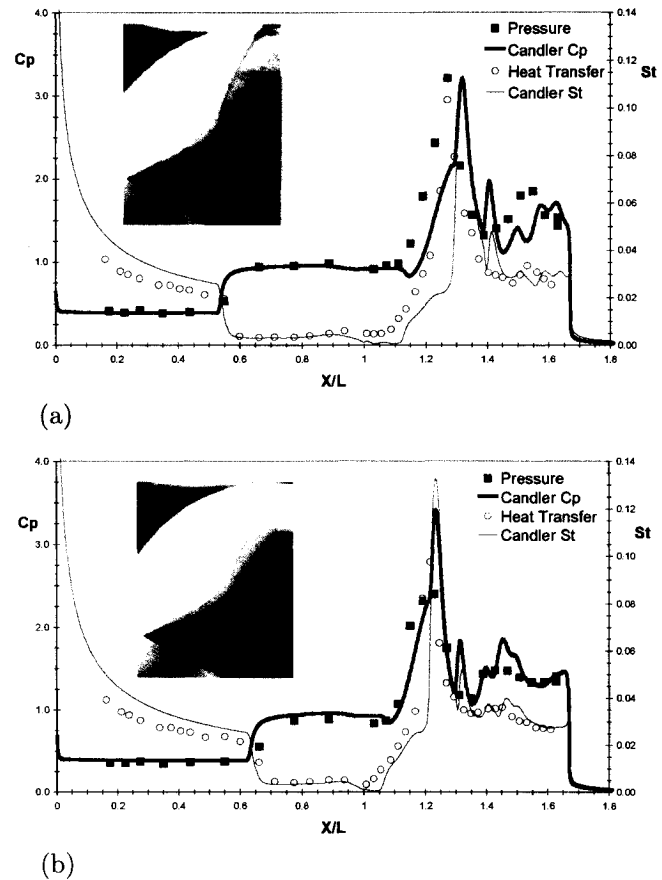 4.0
Cp
3.0
2.0
1.0
0.0
0.14
0.12
St
0.10
0.08
0.06
0.04
0.02
0.00
Pressure
Candler Cp
Heat Transfer
Candler St
0 0.2 0.4 0.6 0.8 1.0 1.2 1.4 1.6 1.8
X/L
(a)
4.0
Cp
3.0
2.0
1.0
0.0
0.14
0.12
St
0.10
0.08
0.06
0.04
0.02
0.00
Pressure
Candler Cp
Heat Transfer
Candler St
0 0.2 0.4 0.6 0.8 1.0 1.2 1.4 1.6 1.8
X/L
(b)